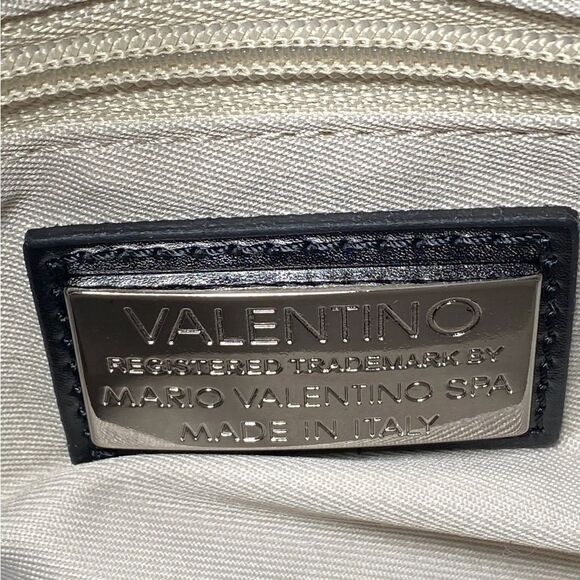 VALENTINO
REGISTERED TRADEMARK BY
MARIO VALENTINO SPA
MADE IN ITALY